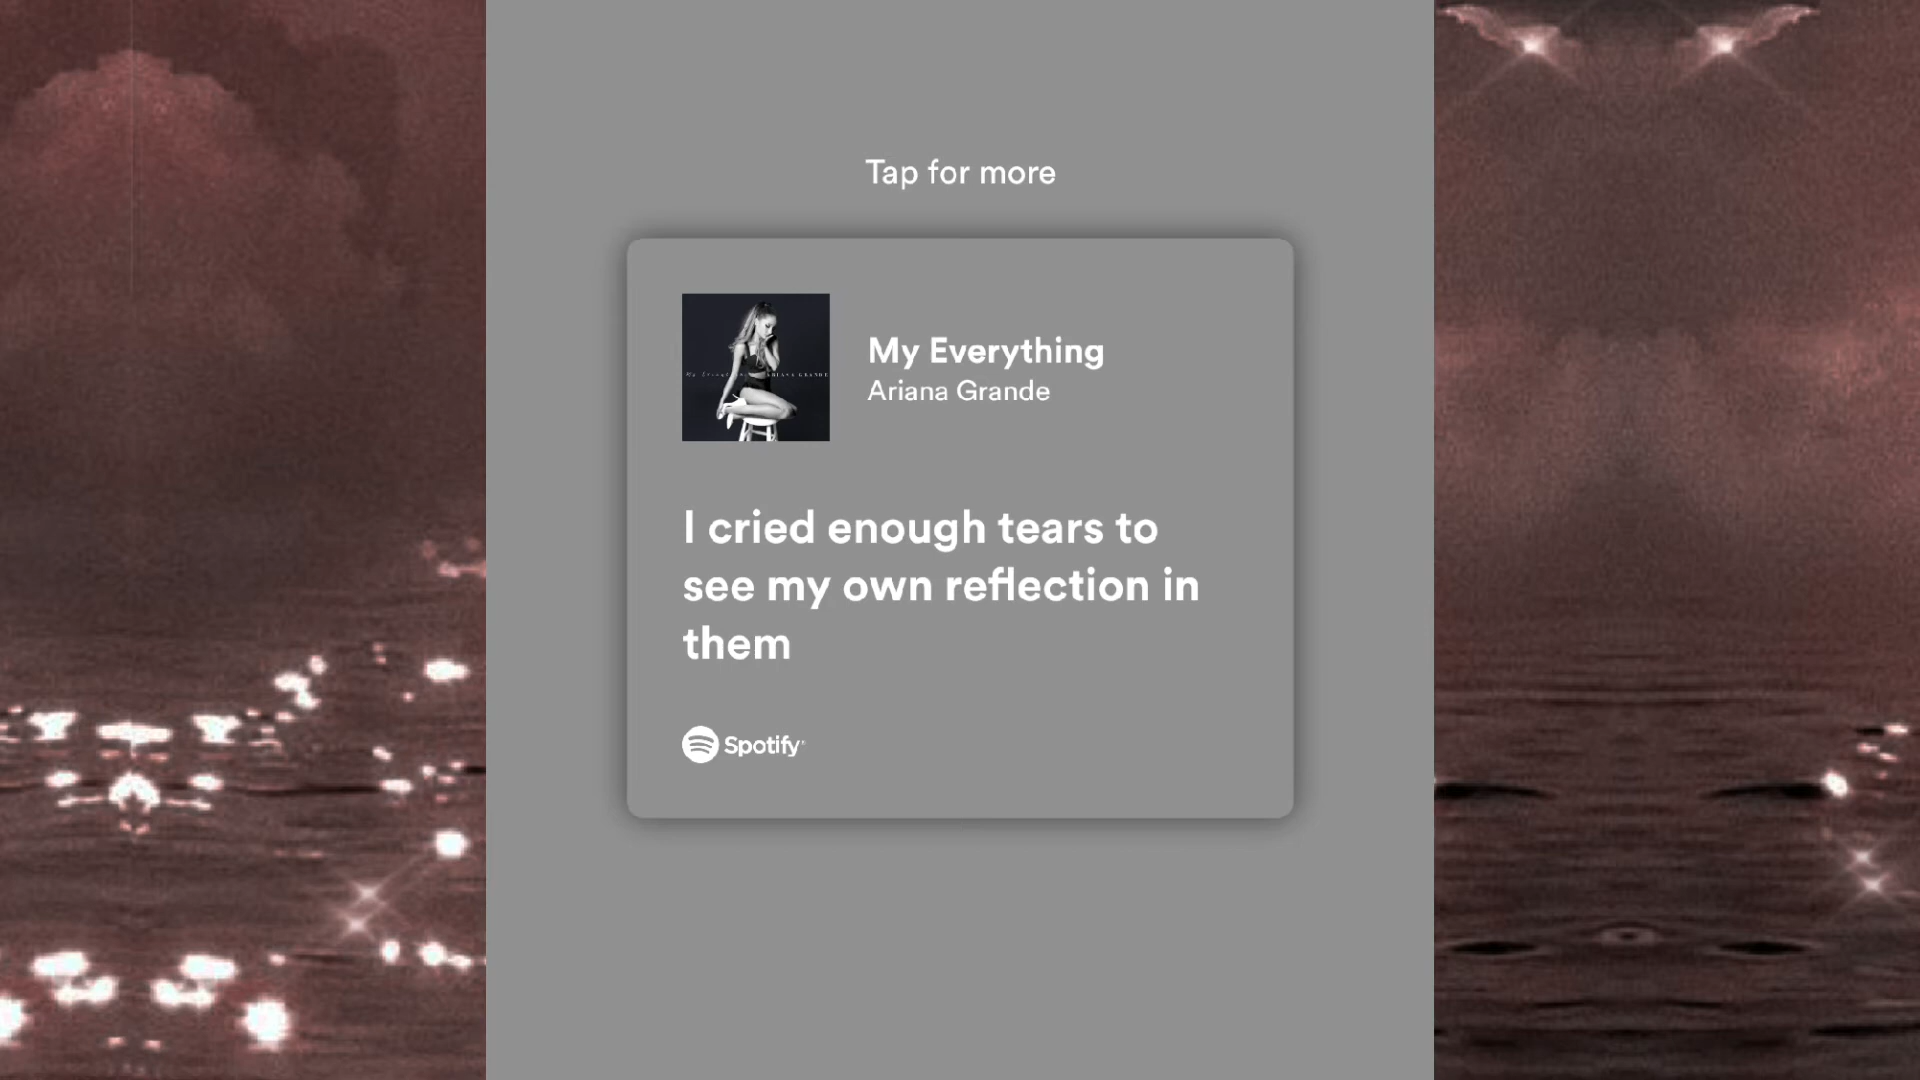 Tap for more
My Everything
Ariana Grande
I cried enough tears to
see my own reflection in
them
Spotify